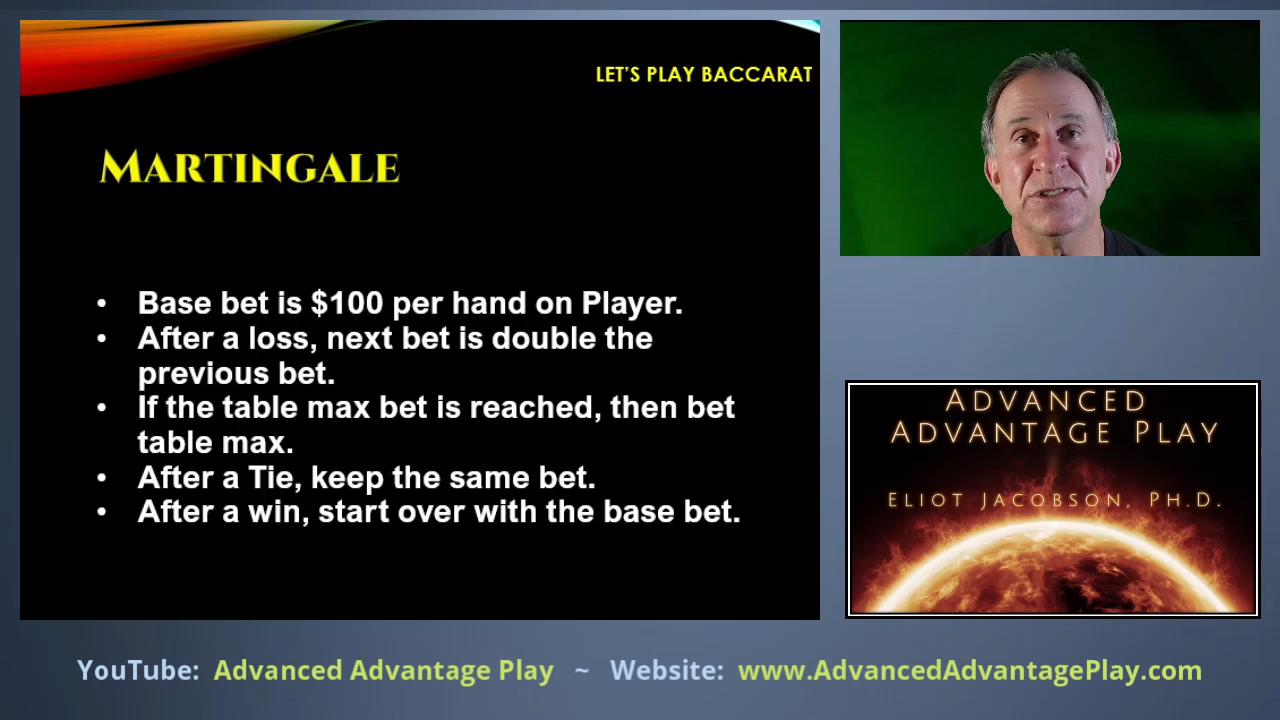 LET'S PLAY BACCARAT
MARTINGALE
• Base bet is $100 per hand on Player.
• After a loss, next bet is double the
previous bet.
• If the table max bet is reached, then bet
table max.
• After a Tie, keep the same bet.
• After a win, start over with the base bet.
ADVANCED
ADVANTAGE PLAY
ELIOT JACOBSON, PH.D.
YouTube: Advanced Advantage Play ~ Website: www.AdvancedAdvantagePlay.com